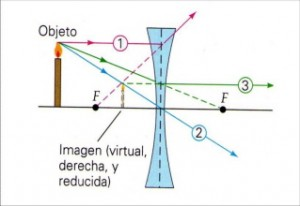 Objeto
1
3
F
F
2
Imagen (virtual,
derecha, y
reducida)